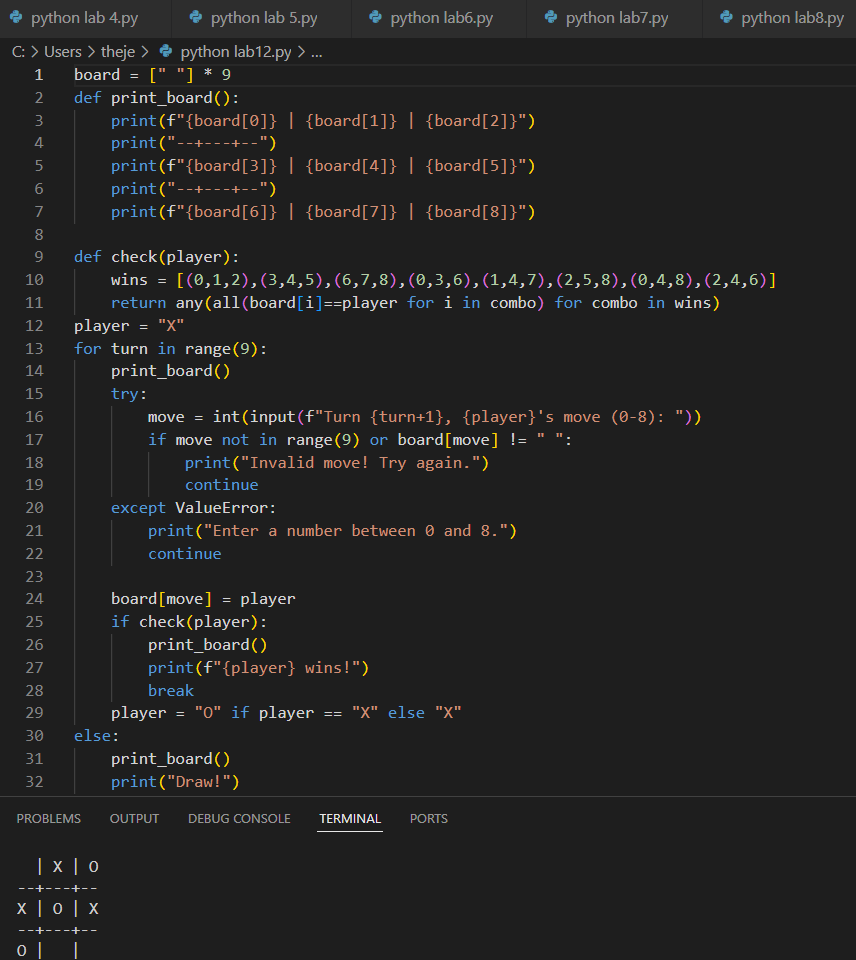 python lab 4.py python lab 5.py python lab6.py python lab7.py python lab8.py
C: > Users > theje > python lab12.py > ...
1 board = [" "] * 9
2 def print_board():
3     print(f"{board[0]} | {board[1]} | {board[2]}")
4     print("--+---+--")
5     print(f"{board[3]} | {board[4]} | {board[5]}")
6     print("--+---+--")
7     print(f"{board[6]} | {board[7]} | {board[8]}")
8
9 def check(player):
10     wins = [(0,1,2),(3,4,5),(6,7,8),(0,3,6),(1,4,7),(2,5,8),(0,4,8),(2,4,6)]
11     return any(all(board[i]==player for i in combo) for combo in wins)
12 player = "X"
13 for turn in range(9):
14     print_board()
15     try:
16         move = int(input(f"Turn {turn+1}, {player}'s move (0-8): "))
17         if move not in range(9) or board[move] != " ":
18             print("Invalid move! Try again.")
19             continue
20     except ValueError:
21         print("Enter a number between 0 and 8.")
22         continue
23
24     board[move] = player
25     if check(player):
26         print_board()
27         print(f"{player} wins!")
28         break
29     player = "O" if player == "X" else "X"
30 else:
31     print_board()
32     print("Draw!")
PROBLEMS OUTPUT DEBUG CONSOLE TERMINAL PORTS
  | X | O
--+---+--
X | O | X
--+---+--
O |   |